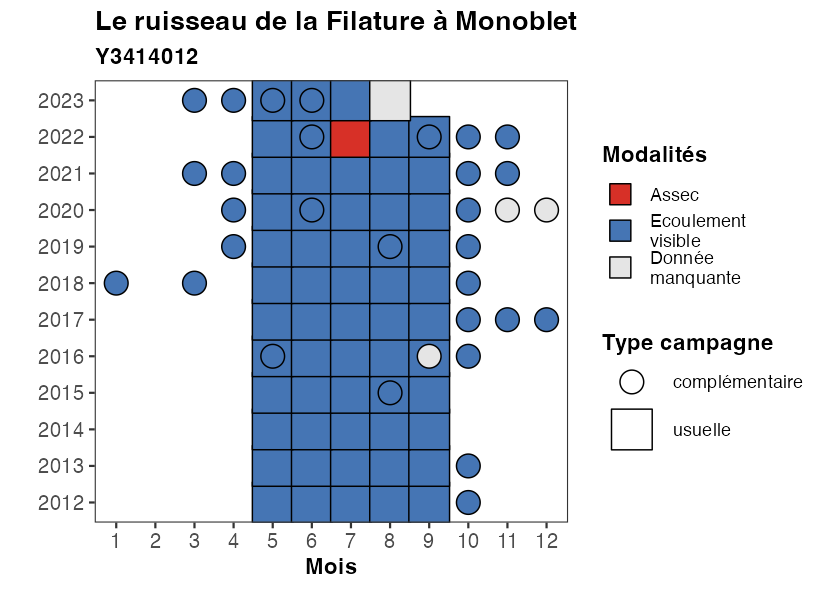 Le ruisseau de la Filature à Monoblet
Y3414012
2023
2022
2021
2020
2019
2018
2017
2016
2015
2014
2013
2012
1 2 3 4 5 6 7 8 9 10 11 12
Mois
Modalités
Assec
Ecoulement
visible
Donnée
manquante
Type campagne
complémentaire
usuelle